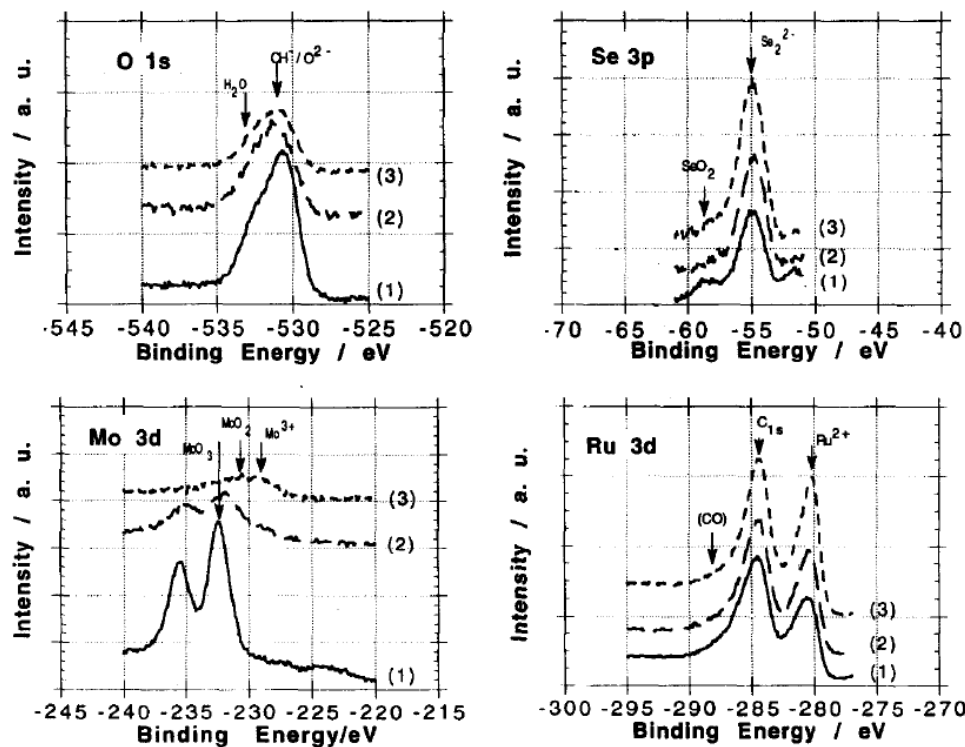 O 1s
H2O
OH-/O2-
(3)
(2)
(1)
Intensity / a. u.
-545 -540 -535 -530 -525 -520
Binding Energy / eV
Se 3p
Se2 2-
SeO2
(3)
(2)
(1)
Intensity / a. u.
-70 -65 -60 -55 -50 -45 -40
Binding Energy / eV
Mo 3d
MoO3
MoO2
Mo3+
(3)
(2)
(1)
Intensity / a. u.
-245 -240 -235 -230 -225 -220 -215
Binding Energy/eV
Ru 3d
C1s
Ru2+
(CO)
(3)
(2)
(1)
Intensity / a. u.
-300 -295 -290 -285 -280 -275 -270
Binding Energy / eV